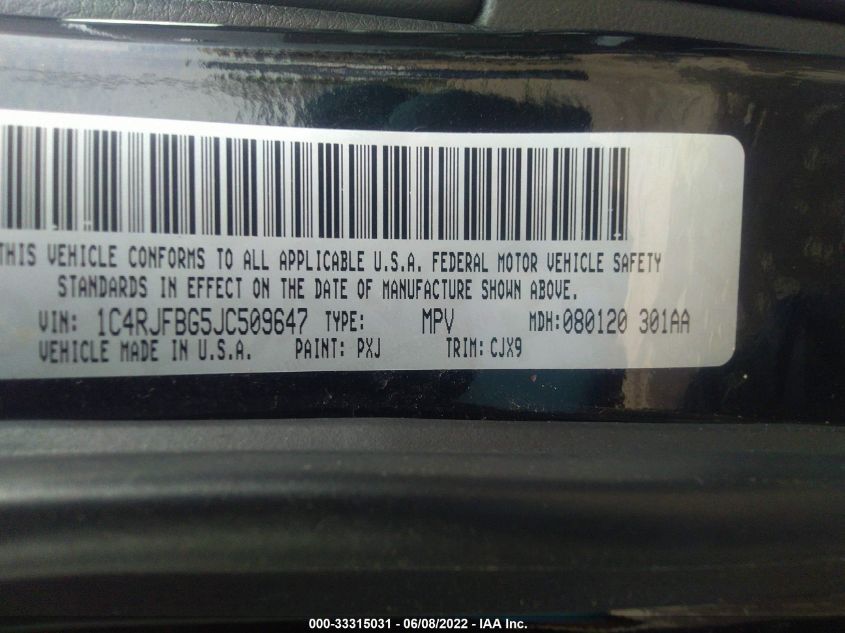 THIS VEHICLE CONFORMS TO ALL APPLICABLE U.S.A. FEDERAL MOTOR VEHICLE SAFETY
STANDARDS IN EFFECT ON THE DATE OF MANUFACTURE SHOWN ABOVE.
VIN: 1C4RJFBG5JC509647 TYPE: MPV MDH:080120 301AA
VEHICLE MADE IN U.S.A. PAINT: PXJ TRIM:CJX9
000-33315031 - 06/08/2022 - IAA Inc.